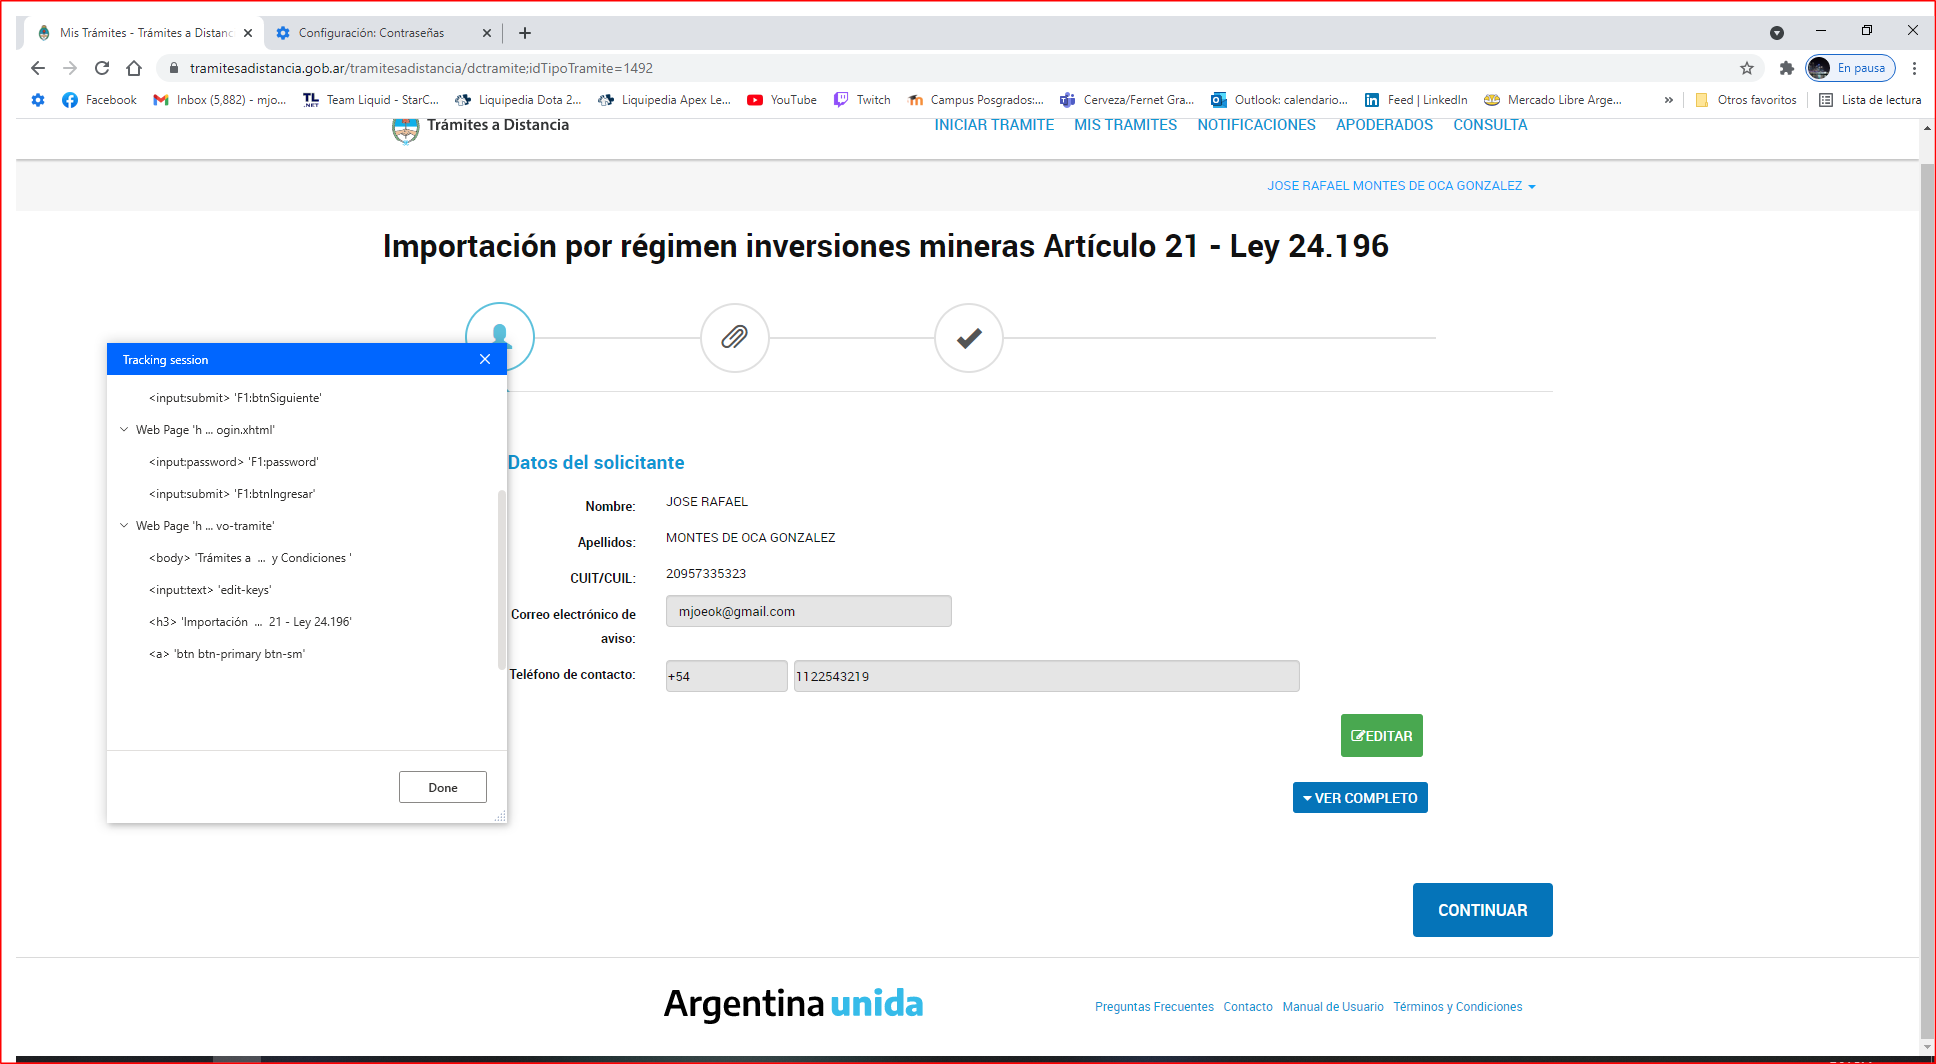 Mis Trámites - Trámites a Distanc
Configuración: Contraseñas
tramitesadistancia.gob.ar/tramitesadistancia/dctramite;idTipoTramite=1492
En pausa
Facebook
Inbox (5,882) - mjo...
TL .NET Team Liquid - StarC...
Liquipedia Dota 2...
Liquipedia Apex Le...
YouTube
Twitch
Campus Posgrados:...
Cerveza/Fernet Gra...
Outlook: calendario...
Feed | LinkedIn
Mercado Libre Arge...
»
Otros favoritos
Lista de lectura
Trámites a Distancia
INICIAR TRAMITE
MIS TRAMITES
NOTIFICACIONES
APODERADOS
CONSULTA
JOSE RAFAEL MONTES DE OCA GONZALEZ
Importación por régimen inversiones mineras Artículo 21 - Ley 24.196
Tracking session
<input:submit> 'F1:btnSiguiente'
Web Page 'h ... ogin.xhtml'
<input:password> 'F1:password'
<input:submit> 'F1:btnIngresar'
Web Page 'h ... vo-tramite'
<body> 'Trámites a ... y Condiciones '
<input:text> 'edit-keys'
<h3> 'Importación ... 21 - Ley 24.196'
<a> 'btn btn-primary btn-sm'
Done
Datos del solicitante
Nombre: JOSE RAFAEL
Apellidos: MONTES DE OCA GONZALEZ
CUIT/CUIL: 20957335323
Correo electrónico de aviso: mjoeok@gmail.com
Teléfono de contacto: +54 1122543219
EDITAR
VER COMPLETO
CONTINUAR
Argentina unida
Preguntas Frecuentes
Contacto
Manual de Usuario
Términos y Condiciones